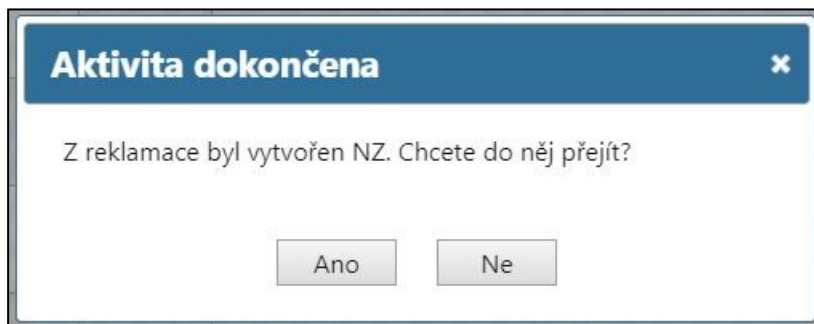 Aktivita dokončena
Z reklamace byl vytvořen NZ. Chcete do něj přejít?
Ano Ne